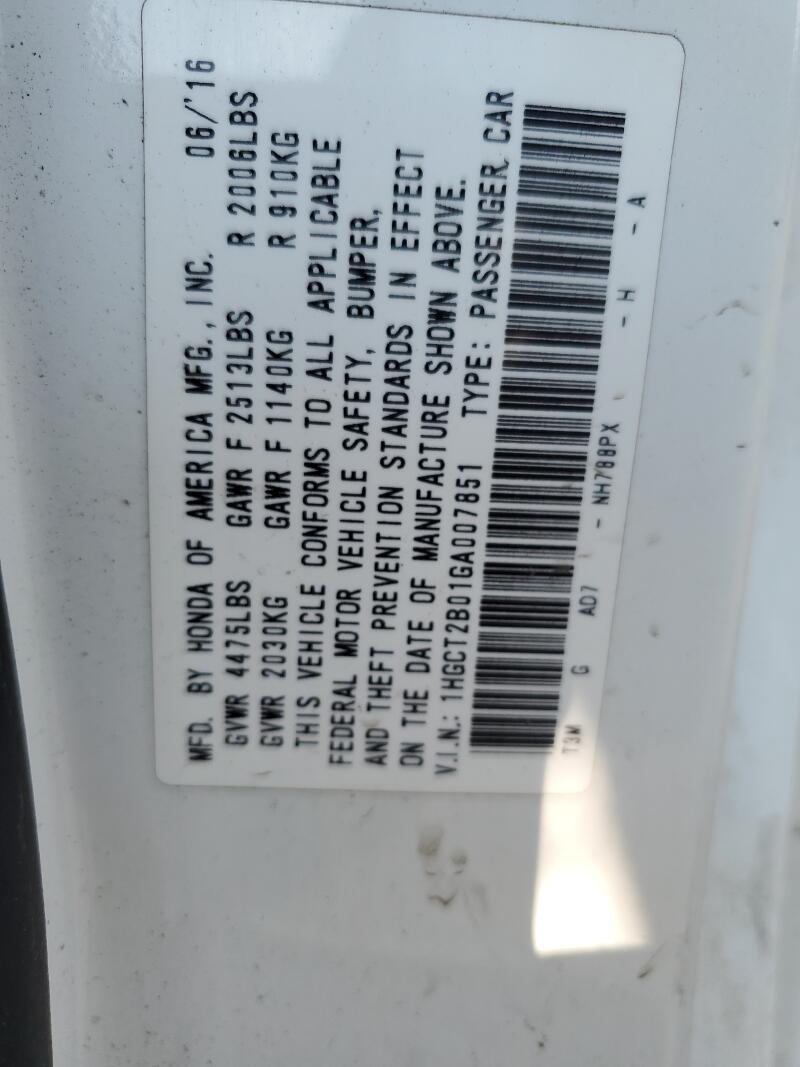 MFD. BY HONDA OF AMERICA MFG., INC. 06/'16
GVWR 4475LBS GAWR F 2513LBS R 2006LBS
GVWR 2030KG GAWR F 1140KG R 910KG
THIS VEHICLE CONFORMS TO ALL APPLICABLE
FEDERAL MOTOR VEHICLE SAFETY, BUMPER,
AND THEFT PREVENTION STANDARDS IN EFFECT
ON THE DATE OF MANUFACTURE SHOWN ABOVE.
V.I.N.: 1HGCT2B01GA007851 TYPE: PASSENGER CAR
T3M G AD7 - NH788PX - H - A